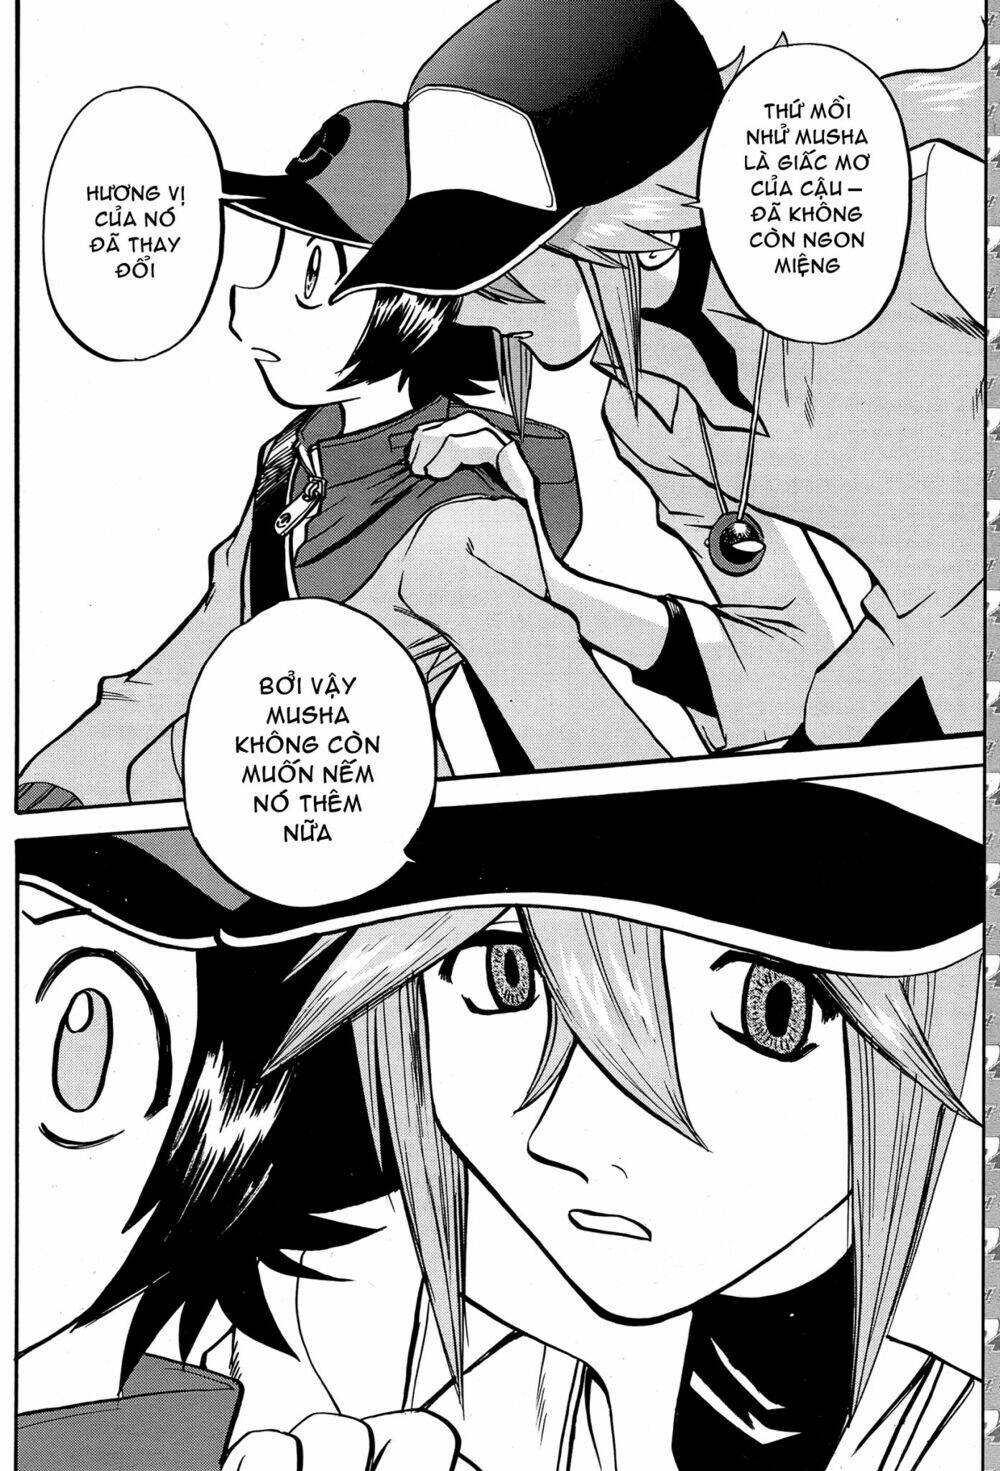 THỨ MỒI
NHỬ MUSHA
LÀ GIẤC MƠ
CỦA CẬU –
ĐÃ KHÔNG
CÒN NGON
MIỆNG
HƯƠNG VỊ
CỦA NÓ
ĐÃ THAY
ĐỔI
BỞI VẬY
MUSHA
KHÔNG CÒN
MUỐN NẾM
NÓ THÊM
NỮA